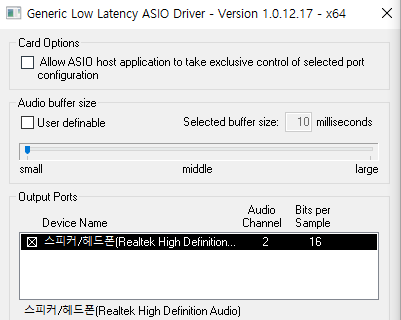 Generic Low Latency ASIO Driver - Version 1.0.12.17 - x64
Card Options
Allow ASIO host application to take exclusive control of selected port
configuration
Audio buffer size
User definable
Selected buffer size: 10 milliseconds
small middle large
Output Ports
Device Name Audio Channel Bits per Sample
스피커/헤드폰(Realtek High Definition... 2 16
스피커/헤드폰(Realtek High Definition Audio)